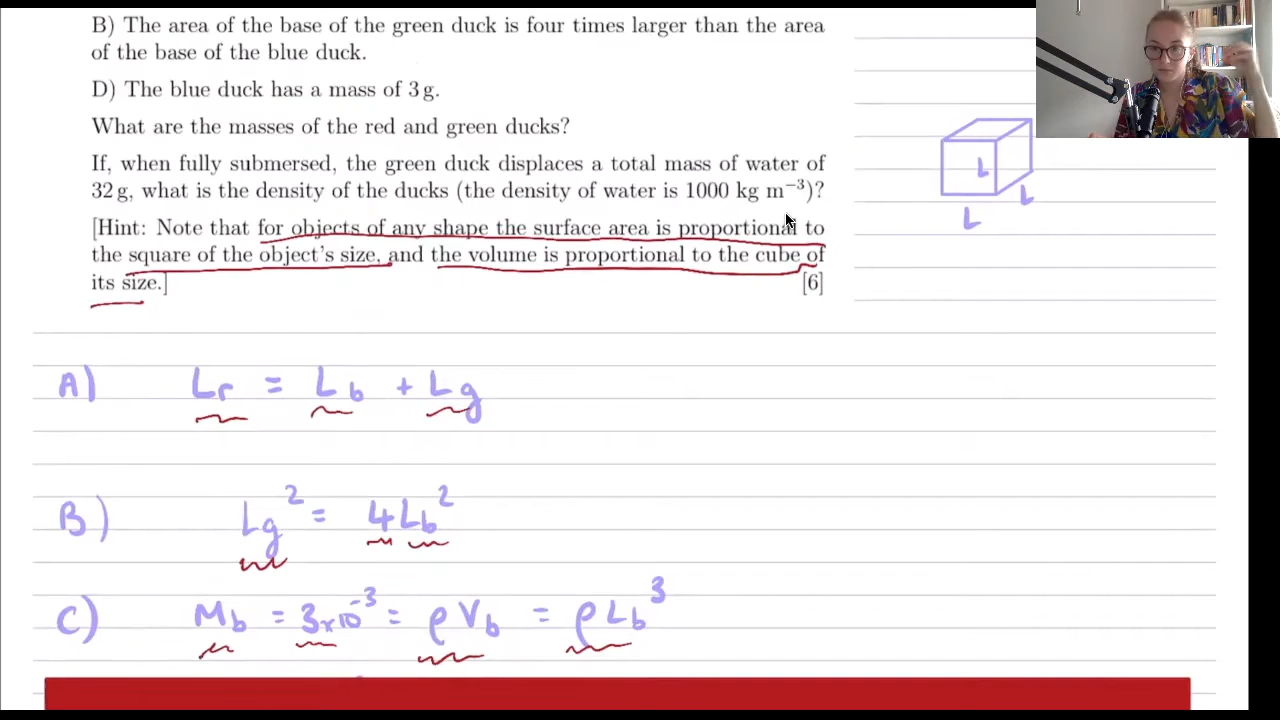 B) The area of the base of the green duck is four times larger than the area
of the base of the blue duck.
D) The blue duck has a mass of 3 g.
What are the masses of the red and green ducks?
If, when fully submersed, the green duck displaces a total mass of water of
32 g, what is the density of the ducks (the density of water is 1000 kg m⁻³)?
[Hint: Note that for objects of any shape the surface area is proportional to
the square of the object's size, and the volume is proportional to the cube of
its size.] [6]
L
L
L
A) Lr = Lb + Lg
B) Lg² = 4Lb²
C) Mb = 3×10⁻³ = ρVb = ρLb³